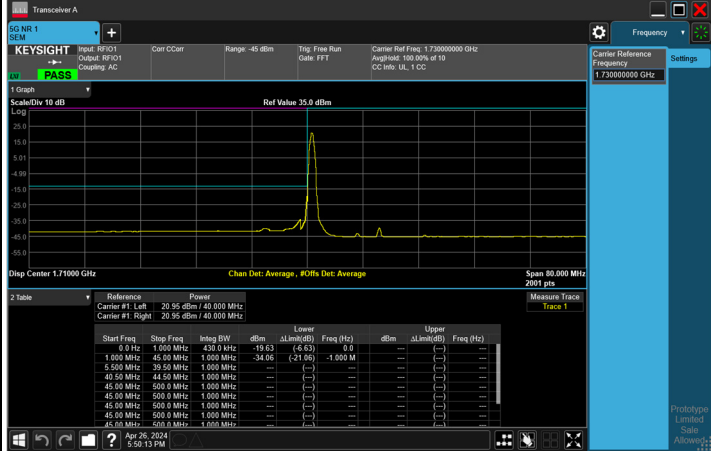 Transceiver A
5G NR 1
SEM
Frequency
KEYSIGHT
Input: RFIO1
Output: RFIO1
Coupling: AC
Corr CCorr
Range: -45 dBm
Trig: Free Run
Gate: FFT
Carrier Ref Freq: 1.730000000 GHz
Avg|Hold: 100.00% of 10
CC Info: UL, 1 CC
PASS
Carrier Reference
Frequency
1.730000000 GHz
Settings
1 Graph
Scale/Div 10 dB
Ref Value 35.0 dBm
Log
25.0
15.0
5.01
-4.99
-15.0
-25.0
-35.0
-45.0
-55.0
Disp Center 1.71000 GHz
Chan Det: Average , #Offs Det: Average
Span 80.000 MHz
2001 pts
2 Table
Reference Power
Carrier #1: Left 20.95 dBm / 40.000 MHz
Carrier #1: Right 20.95 dBm / 40.000 MHz
Measure Trace
Trace 1
Lower Upper
Start Freq Stop Freq Integ BW dBm ΔLimit(dB) Freq (Hz) dBm ΔLimit(dB) Freq (Hz)
0.0 Hz 1.000 MHz 430.0 kHz -19.63 (-6.63) 0.0 --- (---) ---
1.000 MHz 45.00 MHz 1.000 MHz -34.06 (-21.06) -1.000 M --- (---) ---
5.500 MHz 39.50 MHz 1.000 MHz --- (---) --- (---) ---
40.50 MHz 44.50 MHz 1.000 MHz --- (---) --- (---) ---
45.00 MHz 500.0 MHz 1.000 MHz --- (---) --- (---) ---
45.00 MHz 500.0 MHz 1.000 MHz --- (---) --- (---) ---
45.00 MHz 500.0 MHz 1.000 MHz --- (---) --- (---) ---
45.00 MHz 500.0 MHz 1.000 MHz --- (---) --- (---) ---
Apr 26, 2024
5:50:13 PM
Prototype
Limited
Sale
Allowed